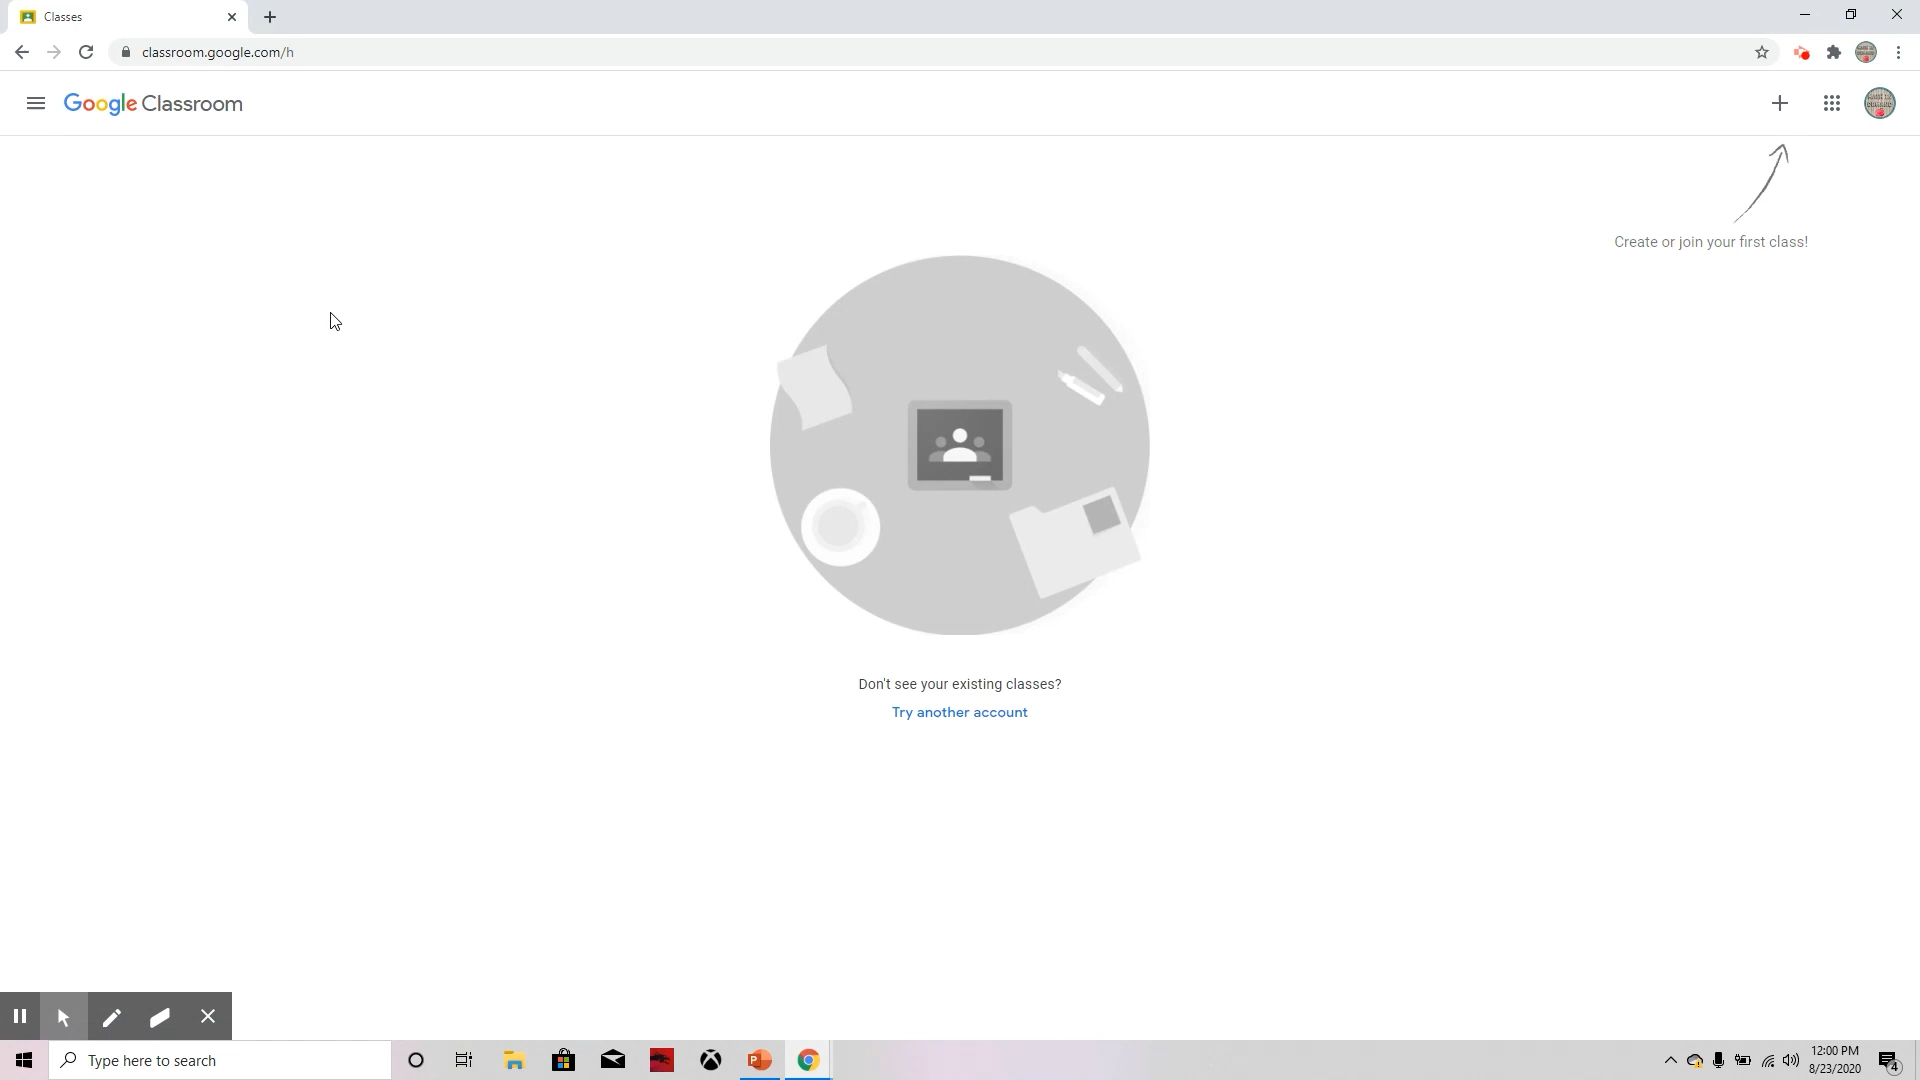 Classes
classroom.google.com/h
Google Classroom
Create or join your first class!
Don't see your existing classes?
Try another account
Type here to search
12:00 PM
8/23/2020
4